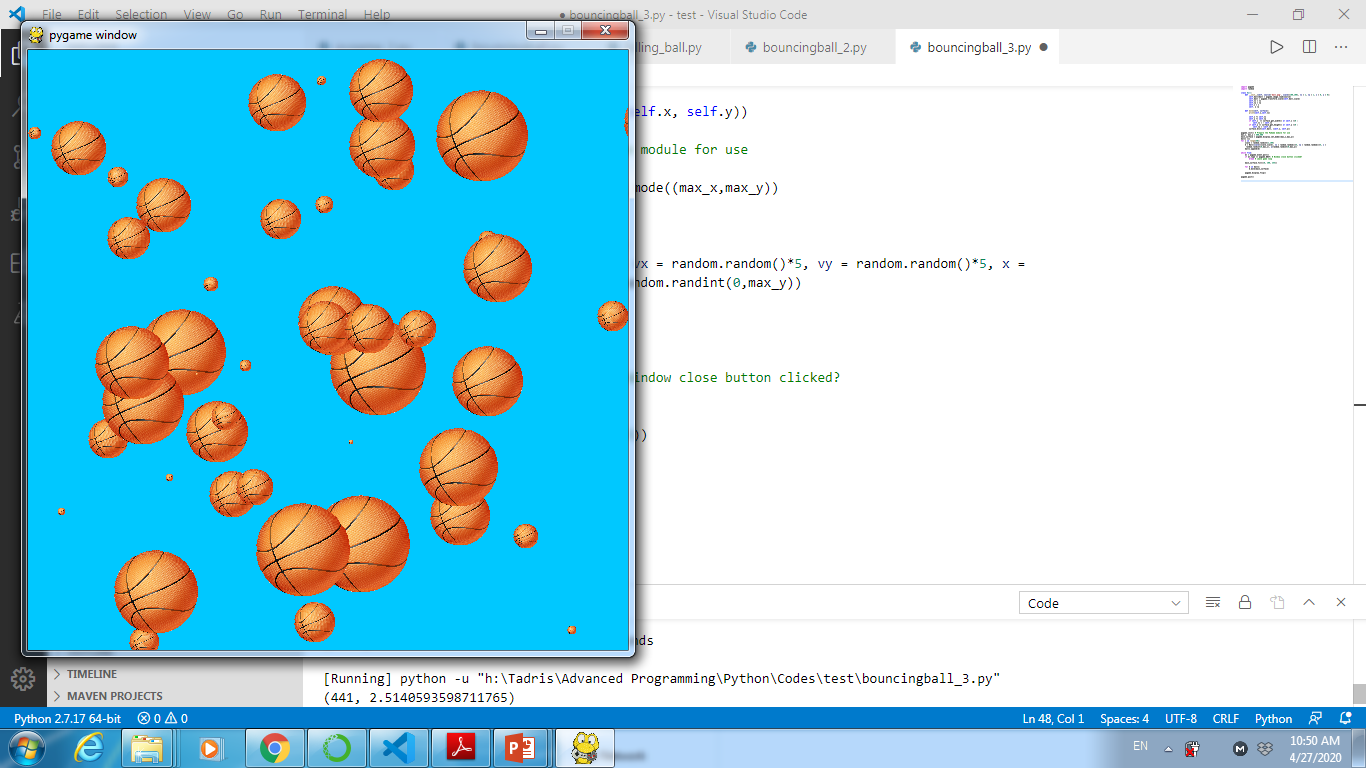 File Edit Selection View Go Run Terminal Help
● bouncingball_3.py - test - Visual Studio Code
pygame window
ling_ball.py
bouncingball_2.py
bouncingball_3.py ●
elf.x, self.y))
module for use
mode((max_x,max_y))
vx = random.random()*5, vy = random.random()*5, x =
dom.randint(0,max_y))
indow close button clicked?
))
Code
nds
TIMELINE
MAVEN PROJECTS
[Running] python -u "h:\Tadris\Advanced Programming\Python\Codes\test\bouncingball_3.py"
(441, 2.5140593598711765)
Python 2.7.17 64-bit 0 0 Ln 48, Col 1 Spaces: 4 UTF-8 CRLF Python
EN
10:50 AM
4/27/2020